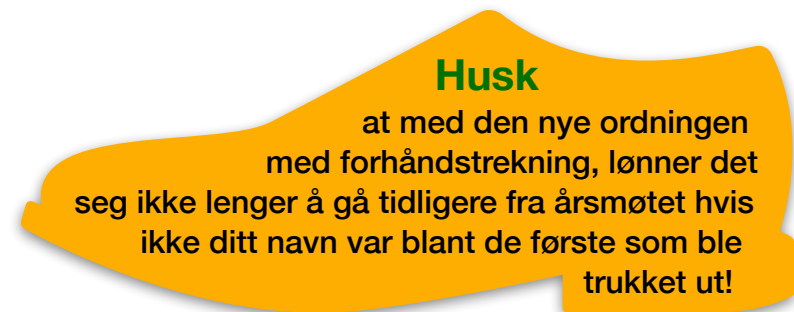 Husk
at med den nye ordningen
med forhåndstrekning, lønner det
seg ikke lenger å gå tidligere fra årsmøtet hvis
ikke ditt navn var blant de første som ble
trukket ut!